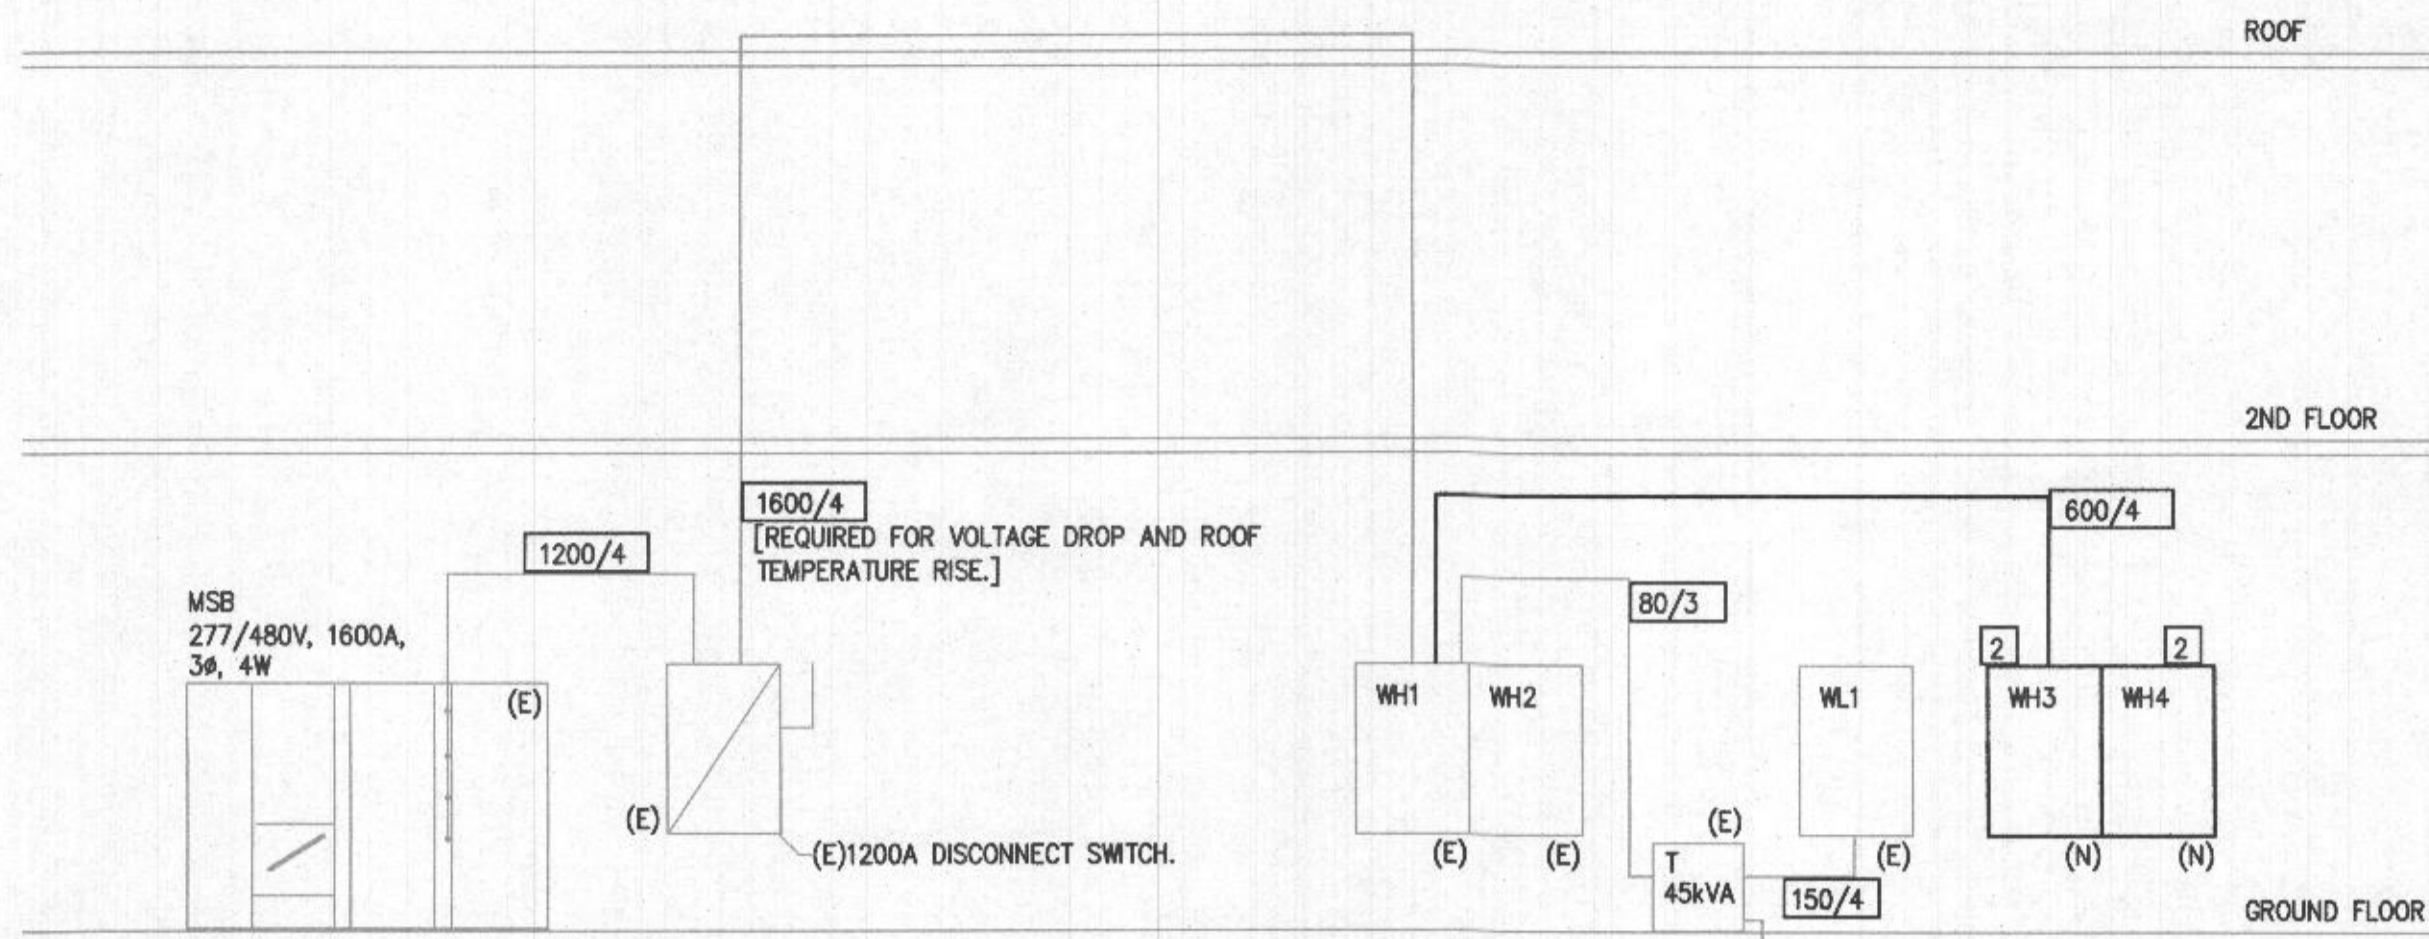 ROOF
2ND FLOOR
1600/4
[REQUIRED FOR VOLTAGE DROP AND ROOF
TEMPERATURE RISE.]
600/4
1200/4
80/3
MSB
277/480V, 1600A,
3ø, 4W
(E)
(E)
(E)1200A DISCONNECT SWITCH.
WH1
WH2
(E)
(E)
WL1
(E)
(E)
T
45kVA
150/4
2
2
WH3
WH4
(N)
(N)
GROUND FLOOR